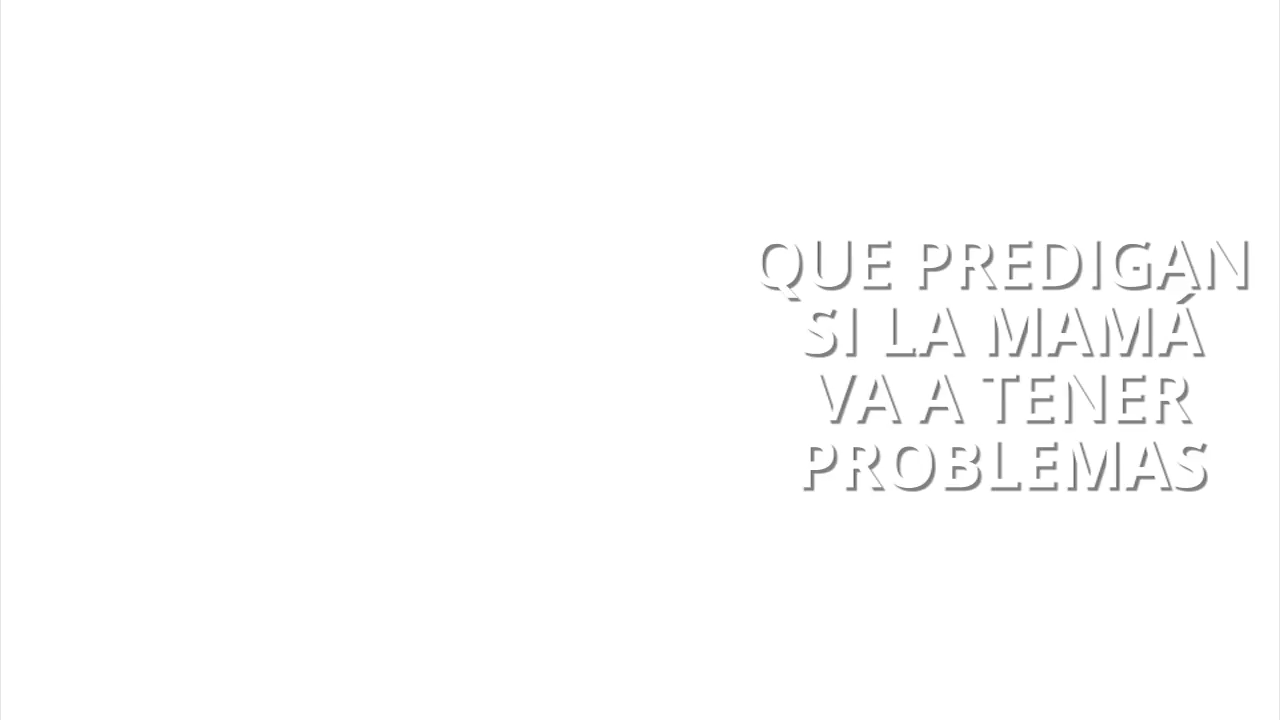 QUE PREDIGAN
SI LA MAMÁ
VA A TENER
PROBLEMAS